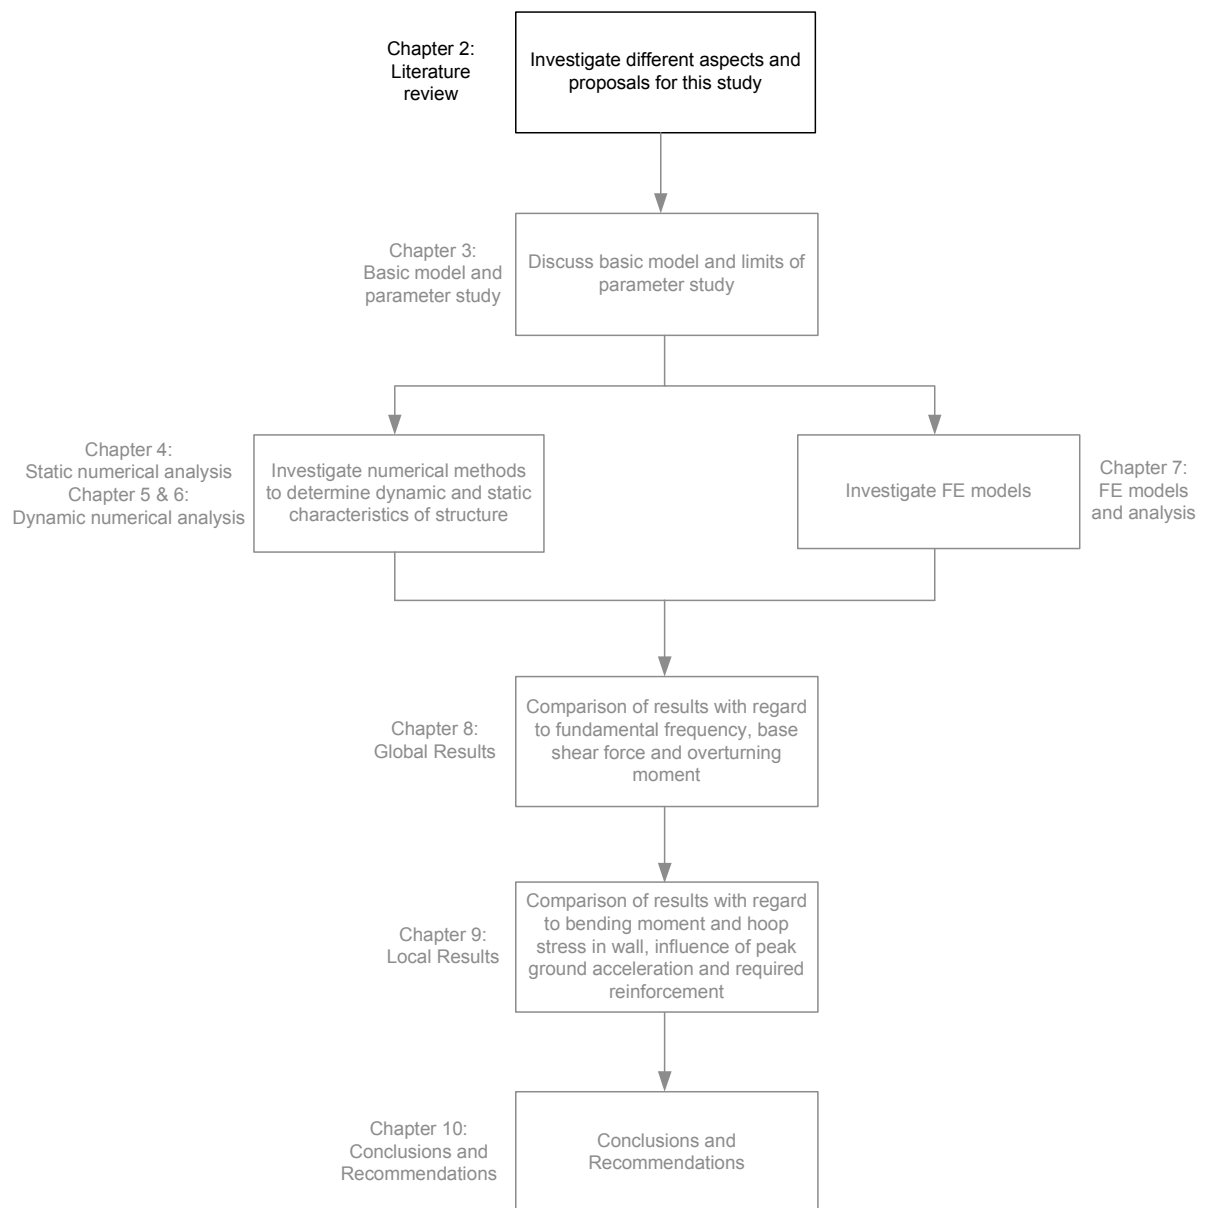 Chapter 2:
Literature
review
Investigate different aspects and
proposals for this study
Chapter 3:
Basic model and
parameter study
Discuss basic model and limits of
parameter study
Chapter 4:
Static numerical analysis
Chapter 5 & 6:
Dynamic numerical analysis
Investigate numerical methods
to determine dynamic and static
characteristics of structure
Investigate FE models
Chapter 7:
FE models
and analysis
Chapter 8:
Global Results
Comparison of results with regard
to fundamental frequency, base
shear force and overturning
moment
Chapter 9:
Local Results
Comparison of results with regard
to bending moment and hoop
stress in wall, influence of peak
ground acceleration and required
reinforcement
Chapter 10:
Conclusions and
Recommendations
Conclusions and
Recommendations